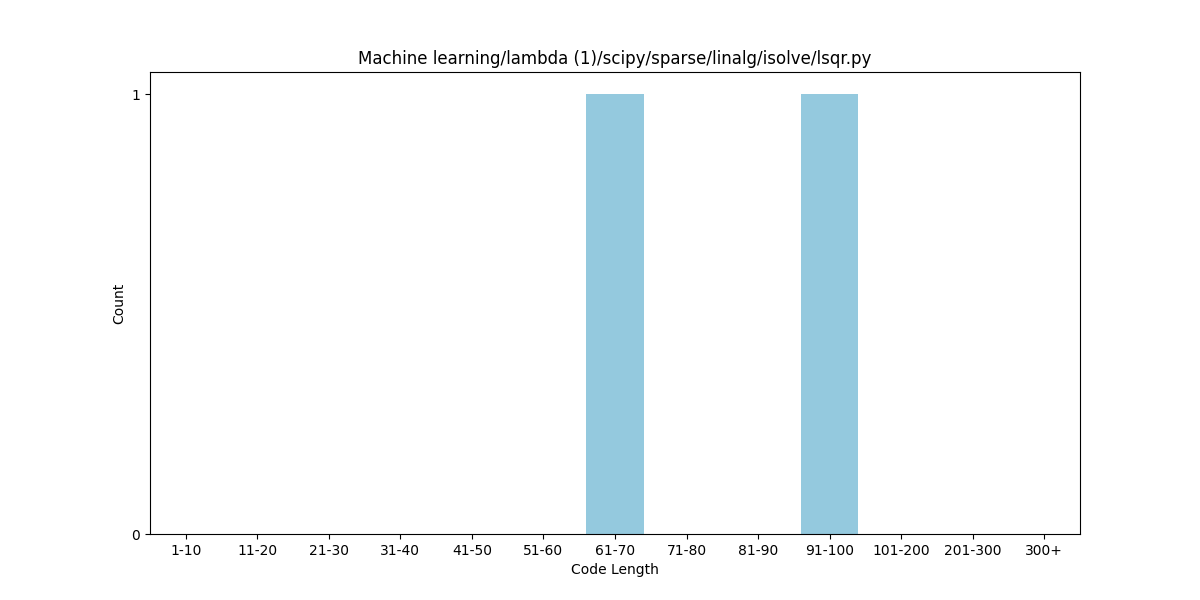 Machine learning/lambda (1)/scipy/sparse/linalg/isolve/lsqr.py
1
Count
0
1-10 11-20 21-30 31-40 41-50 51-60 61-70 71-80 81-90 91-100 101-200 201-300 300+
Code Length